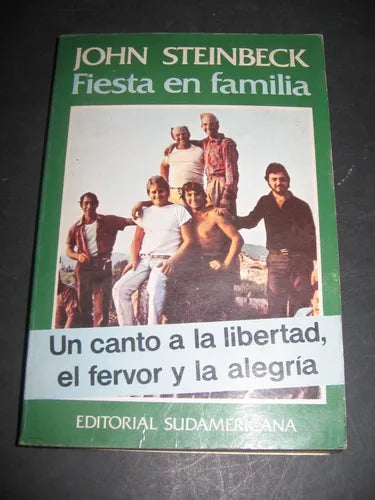 JOHN STEINBECK
Fiesta en familia
Un canto a la libertad,
el fervor y la alegría
EDITORIAL SUDAMERICANA